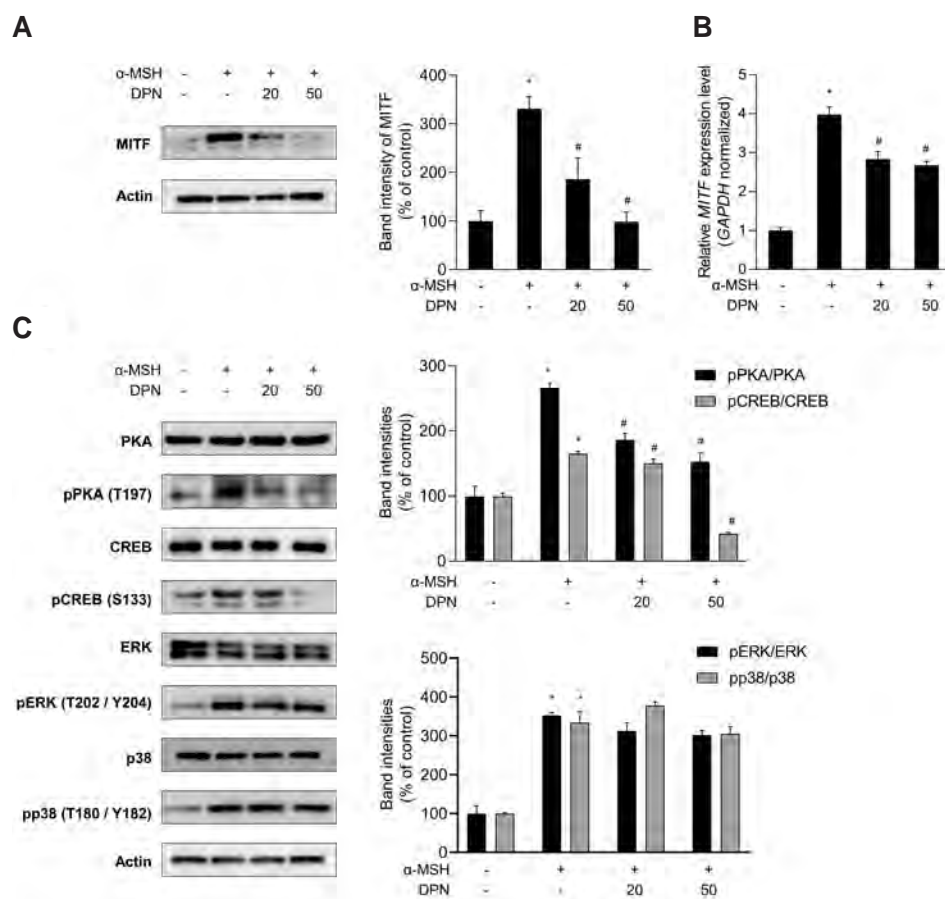 A
α-MSH - + + +
DPN - - 20 50
MITF
Actin
Band intensity of MITF
(% of control)
400
300
200
100
0
*
#
#
α-MSH - + + +
DPN - - 20 50
B
Relative MITF expression level
(GAPDH normalized)
5
4
3
2
1
0
*
#
#
α-MSH - + + +
DPN - - 20 50
C
α-MSH - + + +
DPN - - 20 50
PKA
pPKA (T197)
CREB
pCREB (S133)
ERK
pERK (T202 / Y204)
p38
pp38 (T180 / Y182)
Actin
Band intensities
(% of control)
300
200
100
0
*
*
#
#
#
#
pPKA/PKA
pCREB/CREB
α-MSH - + + +
DPN - - 20 50
Band intensities
(% of control)
500
400
300
200
100
0
*
*
pERK/ERK
pp38/p38
α-MSH - + + +
DPN - - 20 50